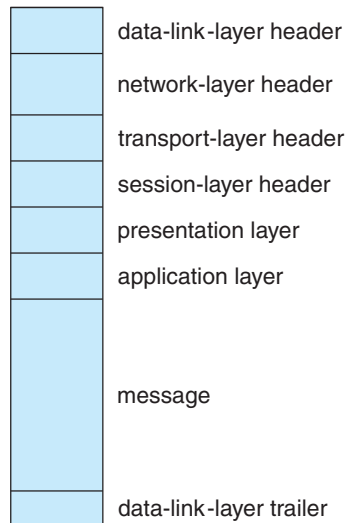 data-link-layer header
network-layer header
transport-layer header
session-layer header
presentation layer
application layer
message
data-link-layer trailer